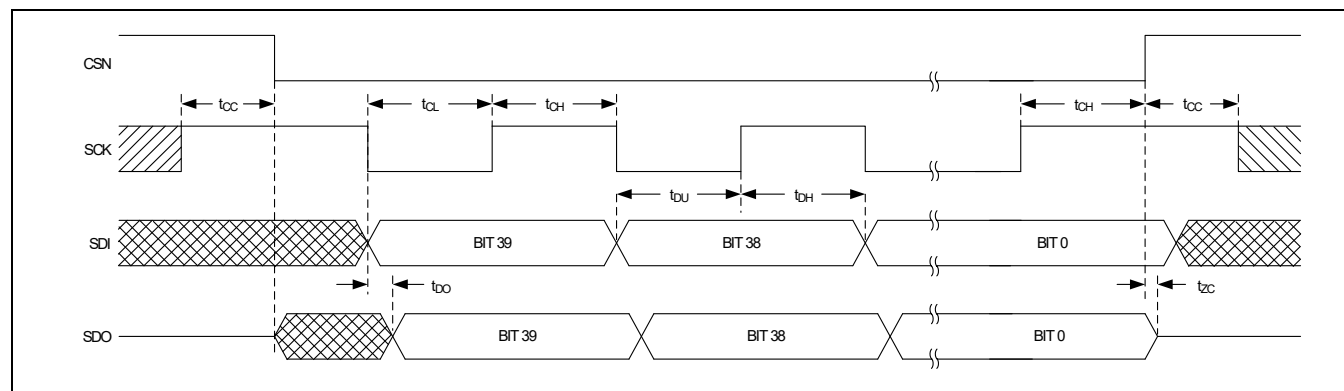 CSN
tCC
tCL
tCH
tCH
tCC
SCK
tDU
tDH
SDI
BIT 39
BIT 38
BIT 0
tDO
tZC
SDO
BIT 39
BIT 38
BIT 0